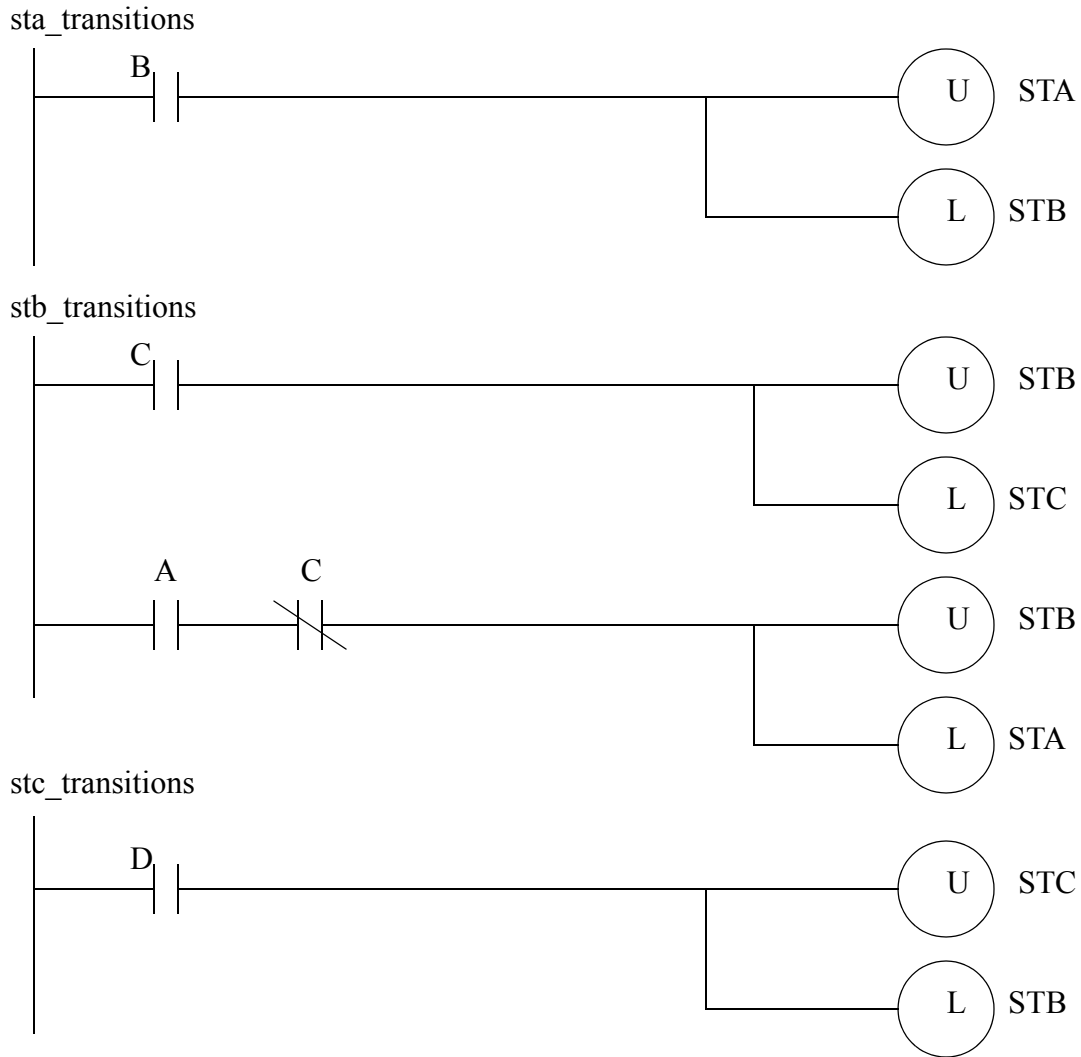 sta_transitions
B
U STA
L STB
stb_transitions
C
U STB
L STC
A C
U STB
L STA
stc_transitions
D
U STC
L STB